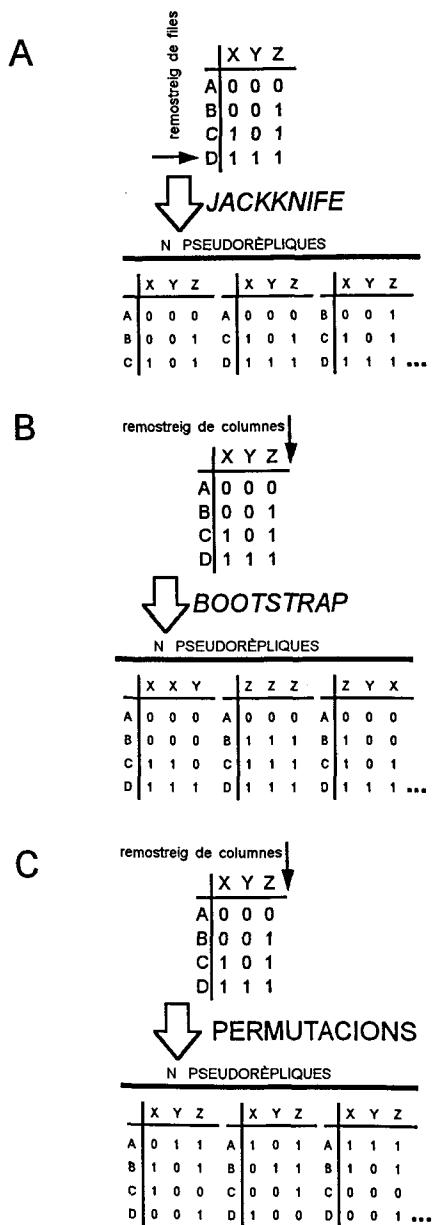 A
remostreig de files
X Y Z
A 0 0 0
B 0 0 1
C 1 0 1
D 1 1 1
JACKKNIFE
N PSEUDORÈPLIQUES
X Y Z X Y Z X Y Z
A 0 0 0 A 0 0 0 B 0 0 1
B 0 0 1 C 1 0 1 C 1 0 1
C 1 0 1 D 1 1 1 D 1 1 1 ...
B
remostreig de columnes
X Y Z
A 0 0 0
B 0 0 1
C 1 0 1
D 1 1 1
BOOTSTRAP
N PSEUDORÈPLIQUES
X X Y Z Z Z Z Y X
A 0 0 0 A 0 0 0 A 0 0 0
B 0 0 0 B 1 1 1 B 1 0 0
C 1 1 0 C 1 1 1 C 1 0 1
D 1 1 1 D 1 1 1 D 1 1 1 ...
C
remostreig de columnes
X Y Z
A 0 0 0
B 0 0 1
C 1 0 1
D 1 1 1
PERMUTACIONS
N PSEUDORÈPLIQUES
X Y Z X Y Z X Y Z
A 0 1 1 A 1 0 1 A 1 1 1
B 1 0 1 B 0 1 1 B 1 0 1
C 1 0 0 C 0 0 1 C 0 0 0
D 0 0 1 D 1 0 0 D 0 0 1 ...